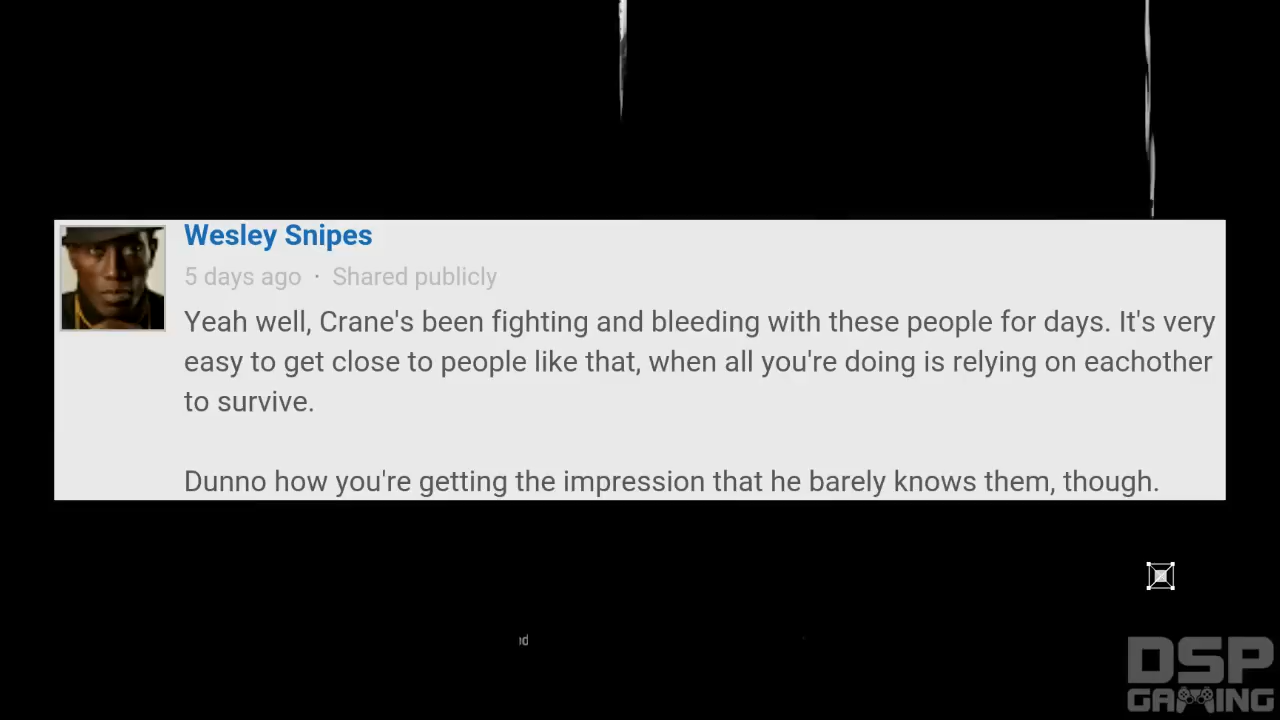 Wesley Snipes
5 days ago · Shared publicly
Yeah well, Crane's been fighting and bleeding with these people for days. It's very
easy to get close to people like that, when all you're doing is relying on eachother
to survive.
Dunno how you're getting the impression that he barely knows them, though.
DSP
GAMING